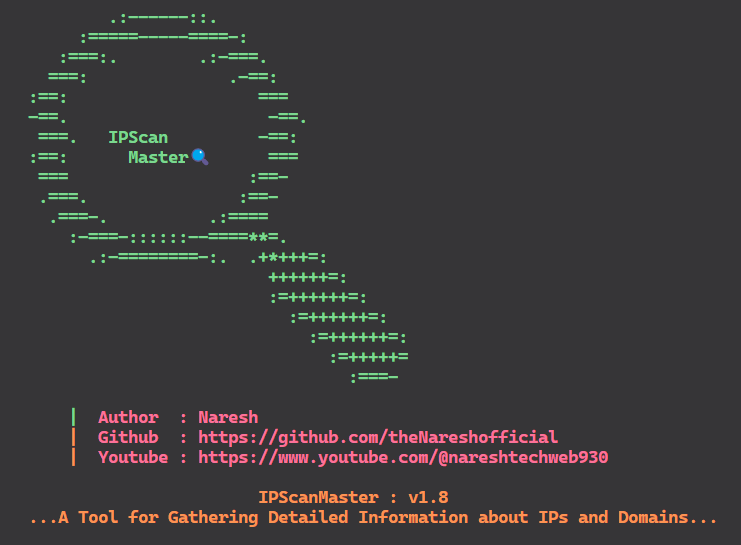 IPScan
Master
| Author : Naresh
| Github : https://github.com/theNareshofficial
| Youtube : https://www.youtube.com/@nareshtechweb930
IPScanMaster : v1.8
...A Tool for Gathering Detailed Information about IPs and Domains...